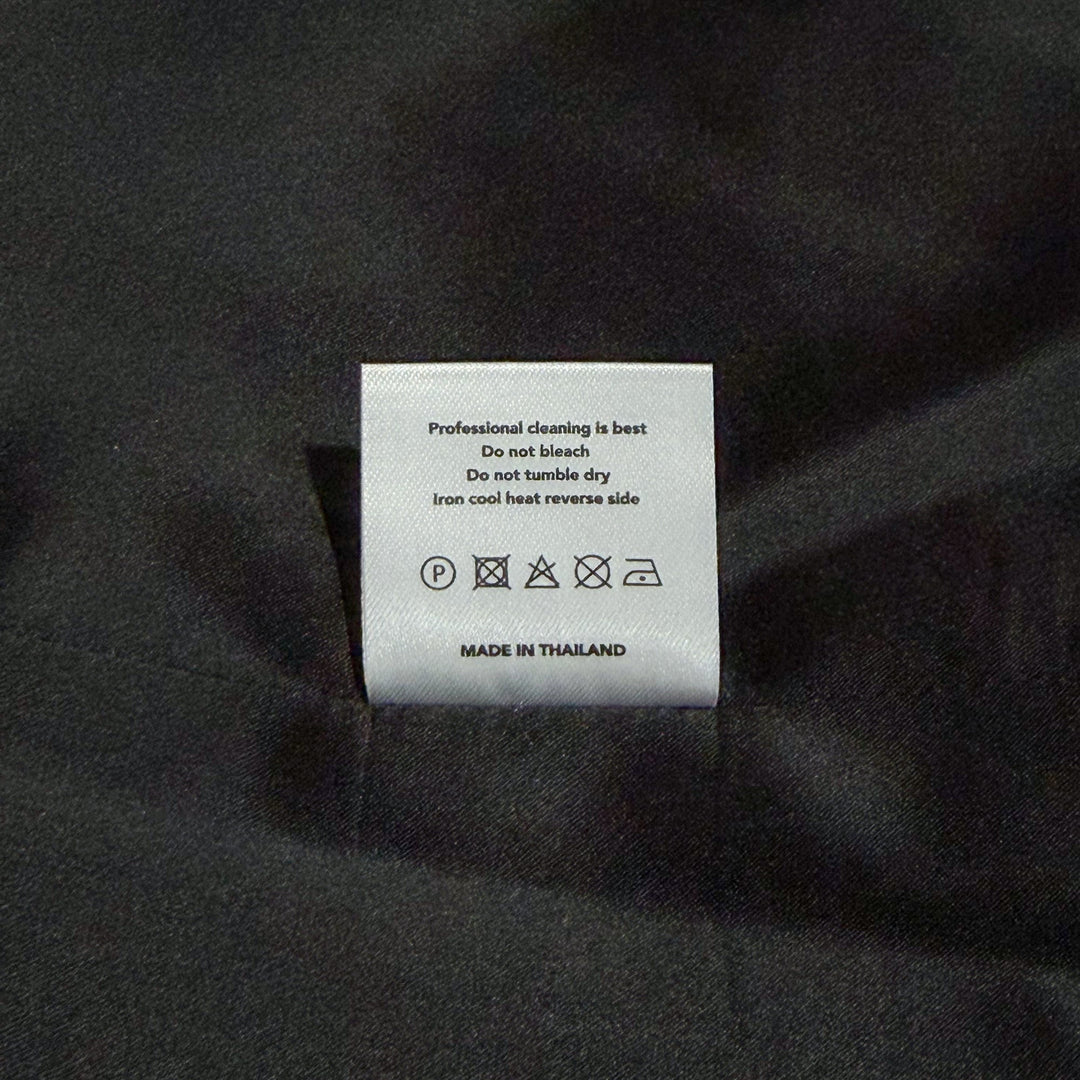 Professional cleaning is best
Do not bleach
Do not tumble dry
Iron cool heat reverse side
P
MADE IN THAILAND